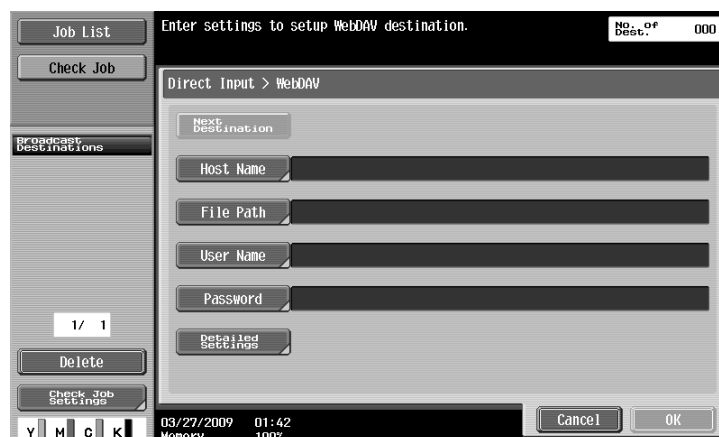 Job List
Check Job
Enter settings to setup WebDAV destination.
No. of
Dest.
000
Direct Input > WebDAV
Next
Destination
Broadcast
Destinations
Host Name
File Path
User Name
Password
Detailed
Settings
1/ 1
Delete
Check Job
Settings
Y M C K
03/27/2009 01:42
Memory 100%
Cancel
OK